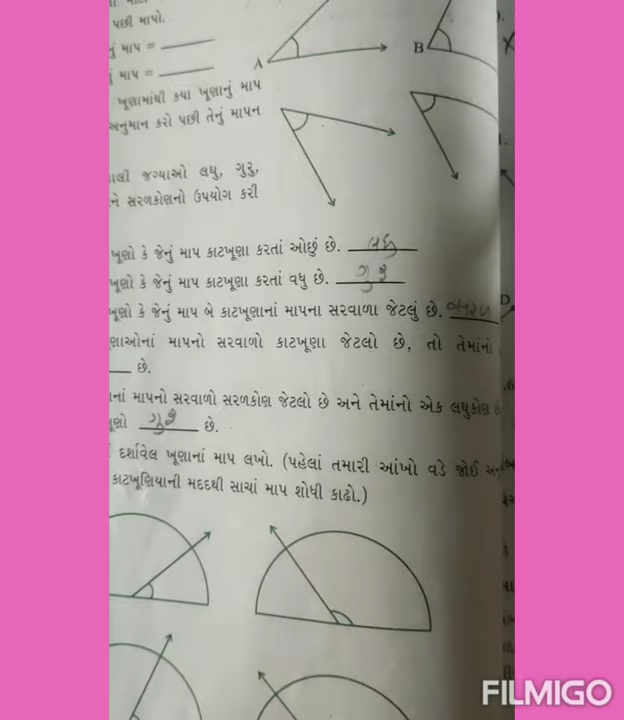 પછી માપો.
નું માપ =
નું માપ =
A
B
ખૂણામાંથી કયા ખૂણાનું માપ
અનુમાન કરો પછી તેનું માપન
ખાલી જગ્યાઓ લઘુ, ગુરુ,
અને સરળકોણનો ઉપયોગ કરી
ખૂણો કે જેનું માપ કાટખૂણા કરતાં ઓછું છે. લઘુ
ખૂણો કે જેનું માપ કાટખૂણા કરતાં વધુ છે. ગુરુ
ખૂણો કે જેનું માપ બે કાટખૂણાનાં માપના સરવાળા જેટલું છે. સરળ
D
ણાઓનાં માપનો સરવાળો કાટખૂણા જેટલો છે, તો તેમાંનો
છે.
નાં માપનો સરવાળો સરળકોણ જેટલો છે અને તેમાંનો એક લઘુકોણ
ખૂણો ગુરુ છે.
દર્શાવેલ ખૂણાનાં માપ લખો. (પહેલાં તમારી આંખો વડે જોઈ
કાટખૂણિયાની મદદથી સાચાં માપ શોધી કાઢો.)
FILMIGO